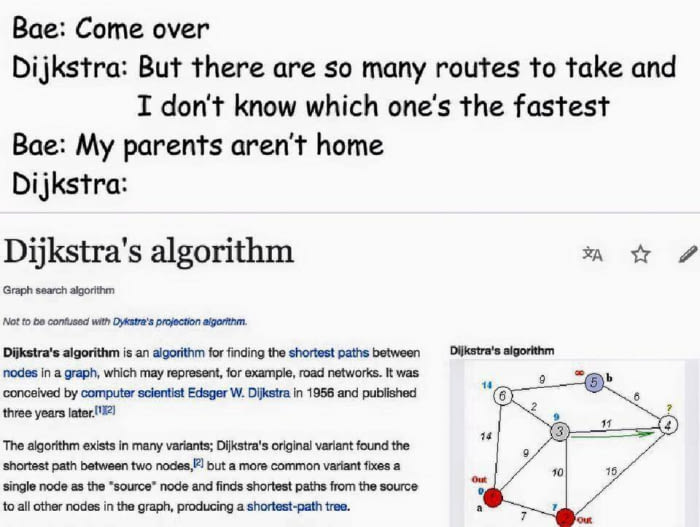 Bae: Come over
Dijkstra: But there are so many routes to take and
I don't know which one's the fastest
Bae: My parents aren't home
Dijkstra:
Dijkstra's algorithm
Graph search algorithm
Not to be confused with Dykstra's projection algorithm.
Dijkstra's algorithm is an algorithm for finding the shortest paths between
nodes in a graph, which may represent, for example, road networks. It was
conceived by computer scientist Edsger W. Dijkstra in 1956 and published
three years later.[1][2]
The algorithm exists in many variants; Dijkstra's original variant found the
shortest path between two nodes,[2] but a more common variant fixes a
single node as the "source" node and finds shortest paths from the source
to all other nodes in the graph, producing a shortest-path tree.
Dijkstra's algorithm
∞
14 9 5 b
6
2 6
9 ?
3 11 4
14
9
10 15
Out
0
a
7
7
Out